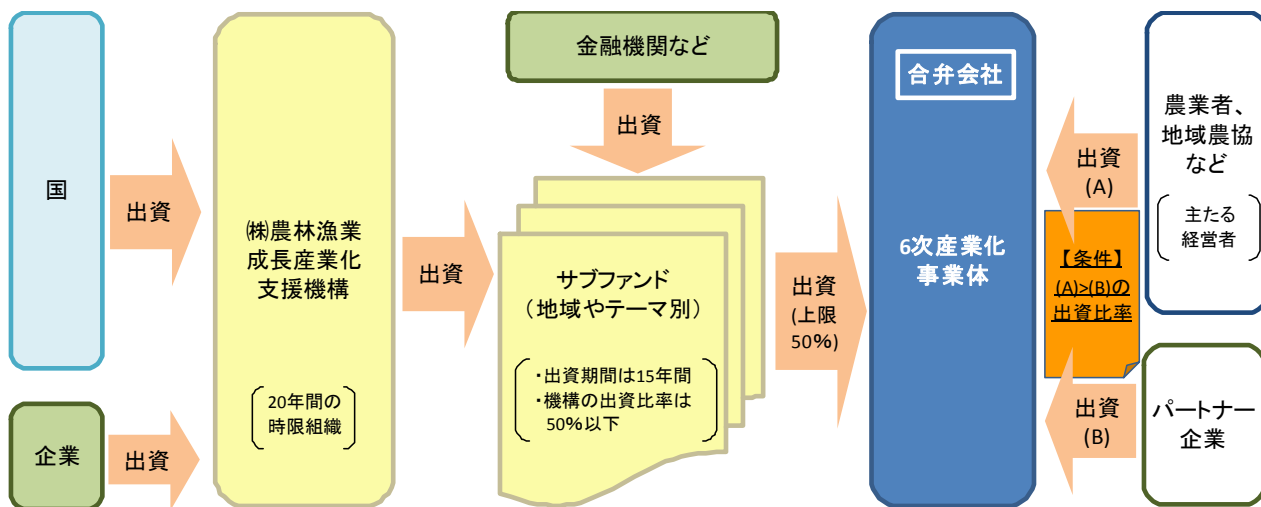 国
出資
企業
出資
㈱農林漁業
成長産業化
支援機構
20年間の
時限組織
出資
金融機関など
出資
サブファンド
（地域やテーマ別）
・出資期間は15年間
・機構の出資比率は
50％以下
出資
(上限
50％)
合弁会社
6次産業化
事業体
出資
(A)
【条件】
(A)>(B)の
出資比率
出資
(B)
農業者、
地域農協
など
主たる
経営者
パートナー
企業